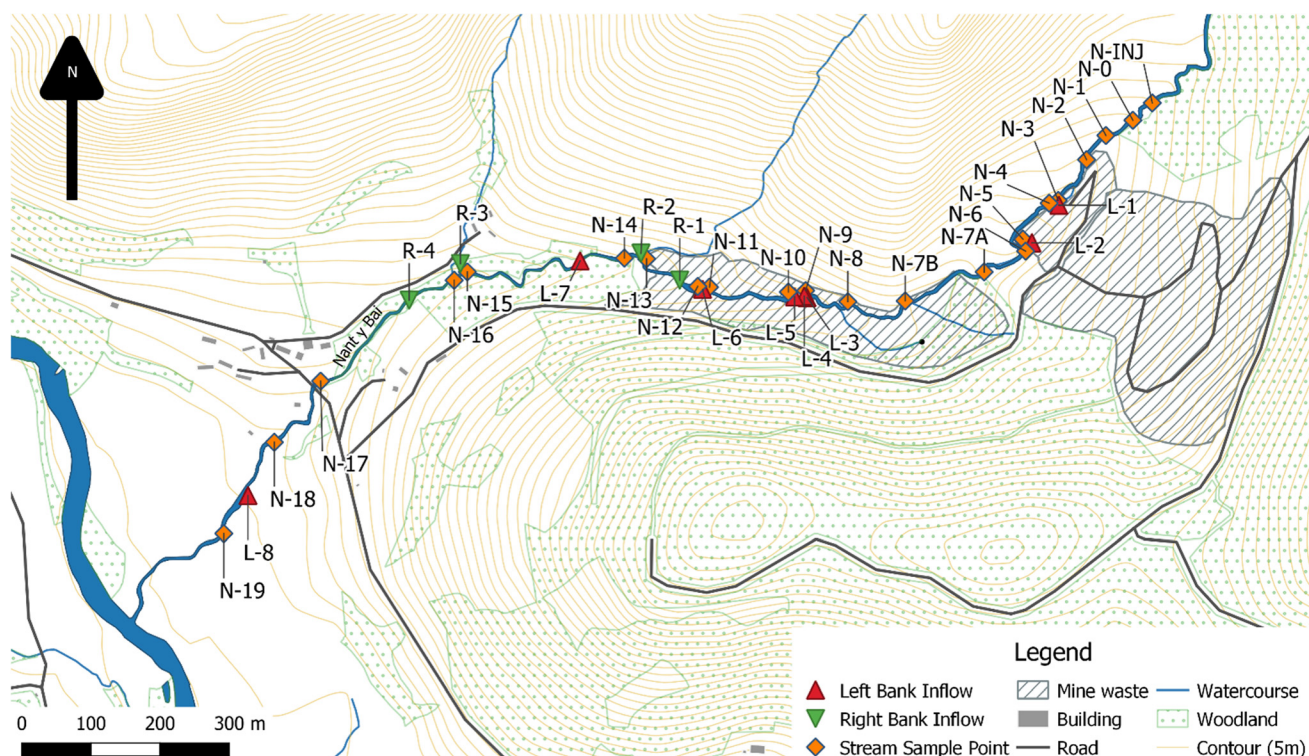 N
N-INJ
N-0
N-1
N-2
N-3
N-4
N-5
N-6
N-7A
L-1
L-2
R-3
R-4
N-14
R-2
R-1
N-11
N-10
N-9
N-8
N-7B
N-15
N-16
L-7
N-13
N-12
L-6
L-5
L-4
L-3
Nant y Bai
N-17
N-18
L-8
N-19
Legend
Left Bank Inflow
Mine waste
Watercourse
Right Bank Inflow
Building
Woodland
Stream Sample Point
Road
Contour (5m)
0 100 200 300 m